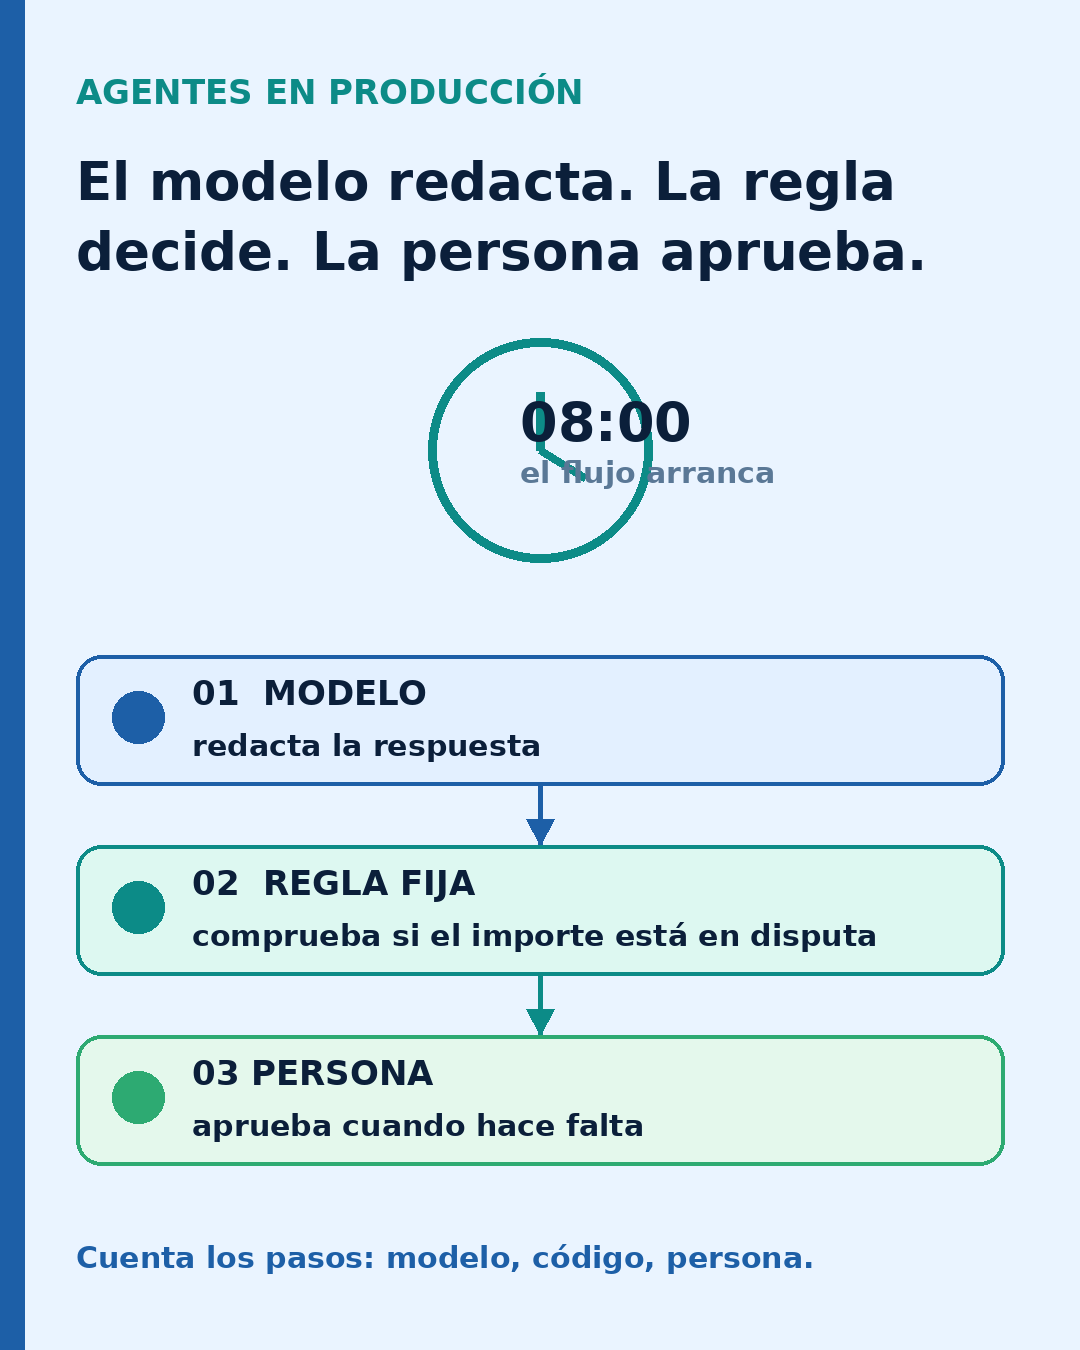 AGENTES EN PRODUCCIÓN
El modelo redacta. La regla
decide. La persona aprueba.
08:00
el flujo arranca
01  MODELO
redacta la respuesta
02  REGLA FIJA
comprueba si el importe está en disputa
03 PERSONA
aprueba cuando hace falta
Cuenta los pasos: modelo, código, persona.